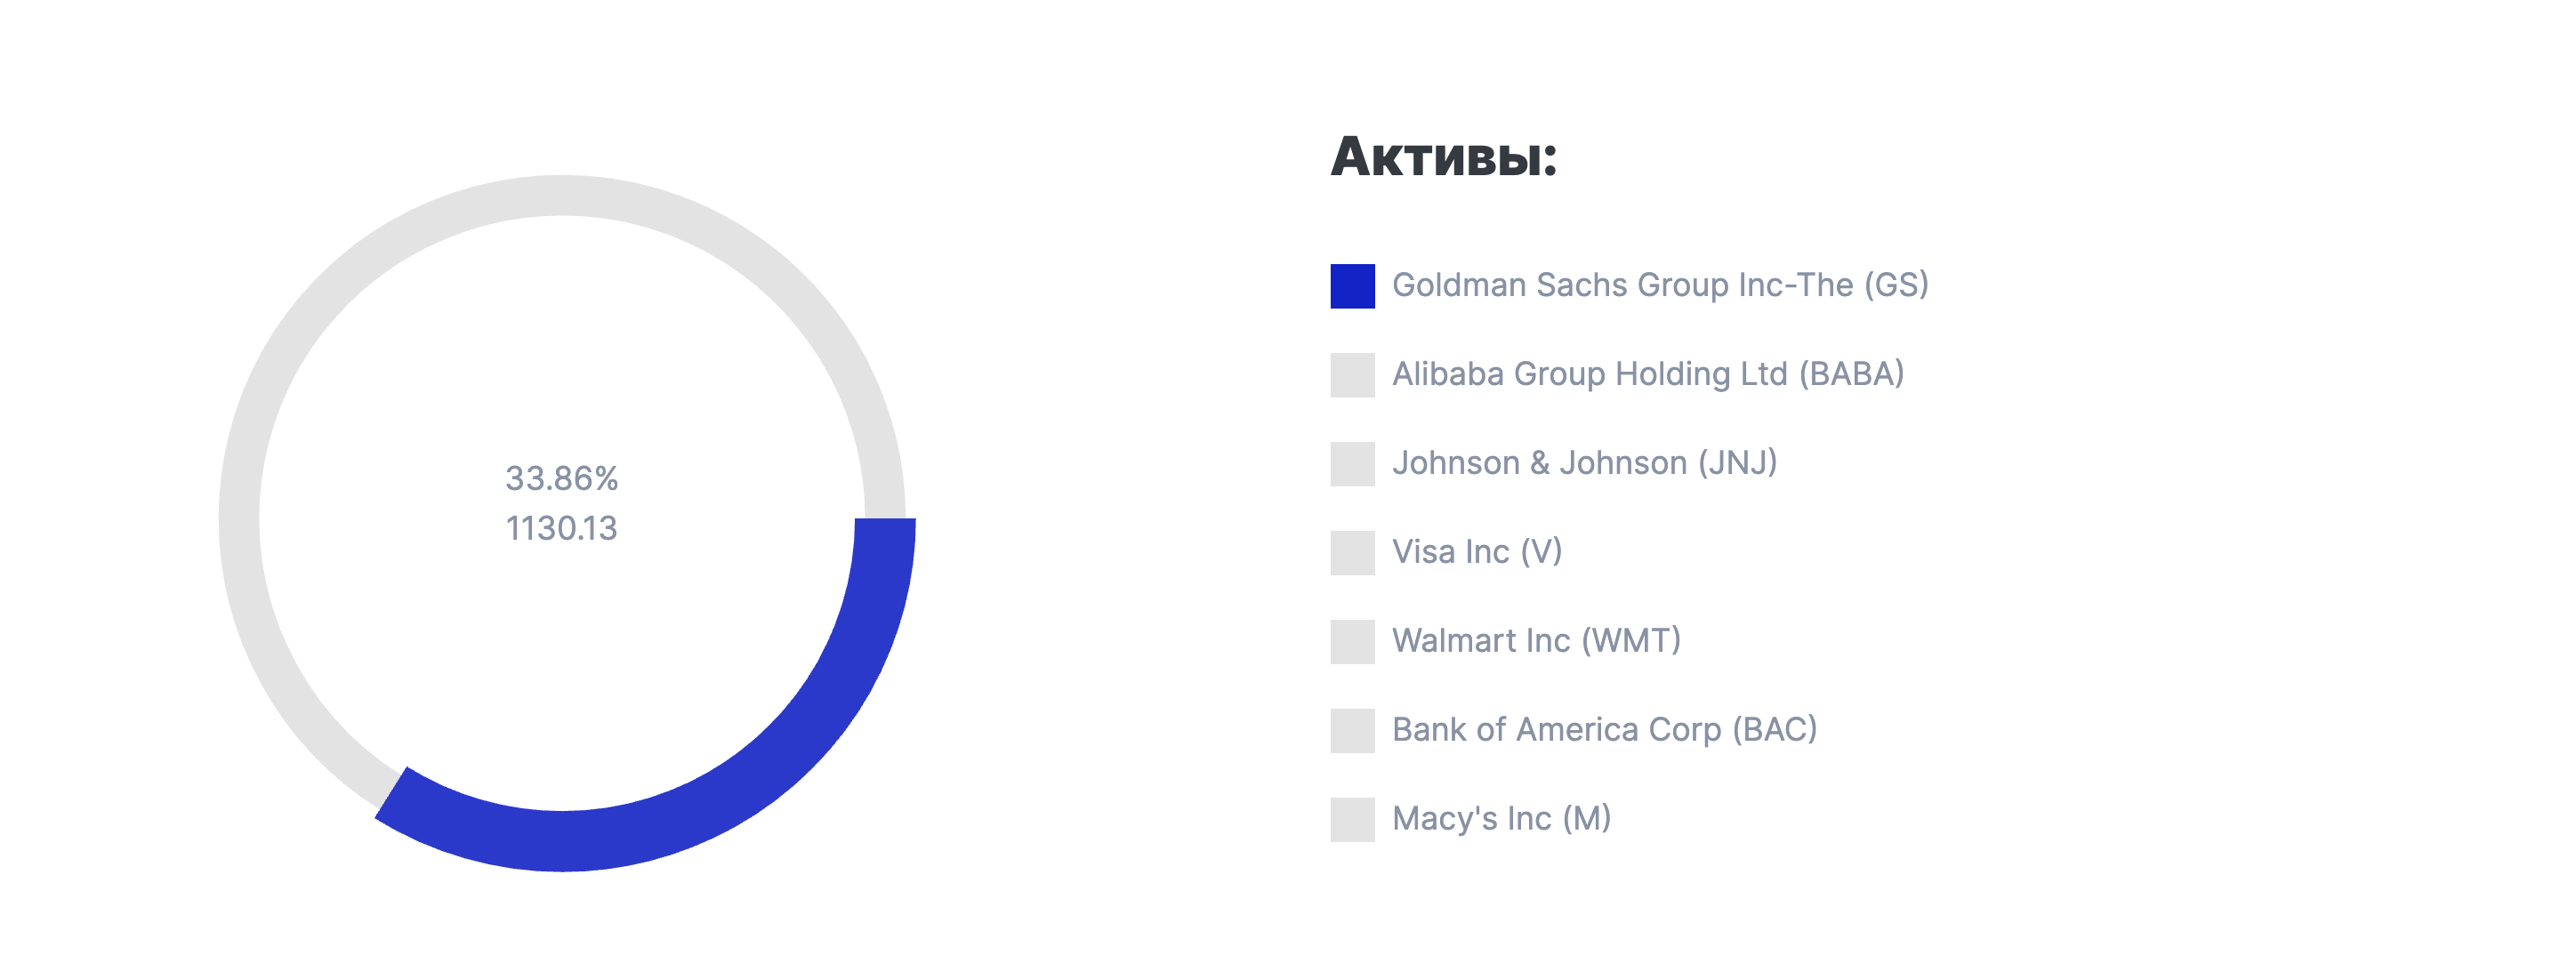 33.86%
1130.13
Активы:
Goldman Sachs Group Inc-The (GS)
Alibaba Group Holding Ltd (BABA)
Johnson & Johnson (JNJ)
Visa Inc (V)
Walmart Inc (WMT)
Bank of America Corp (BAC)
Macy's Inc (M)